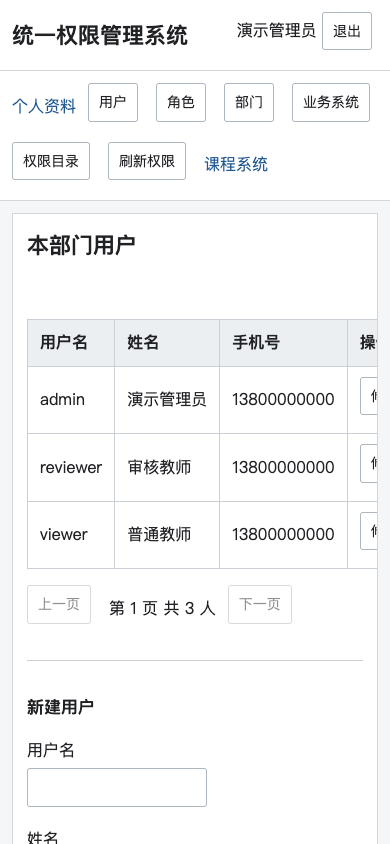 统一权限管理系统 演示管理员 退出
个人资料 用户 角色 部门 业务系统
权限目录 刷新权限 课程系统
本部门用户
用户名 姓名 手机号
admin 演示管理员 13800000000
reviewer 审核教师 13800000000
viewer 普通教师 13800000000
上一页 第 1 页 共 3 人 下一页
新建用户
用户名
姓名